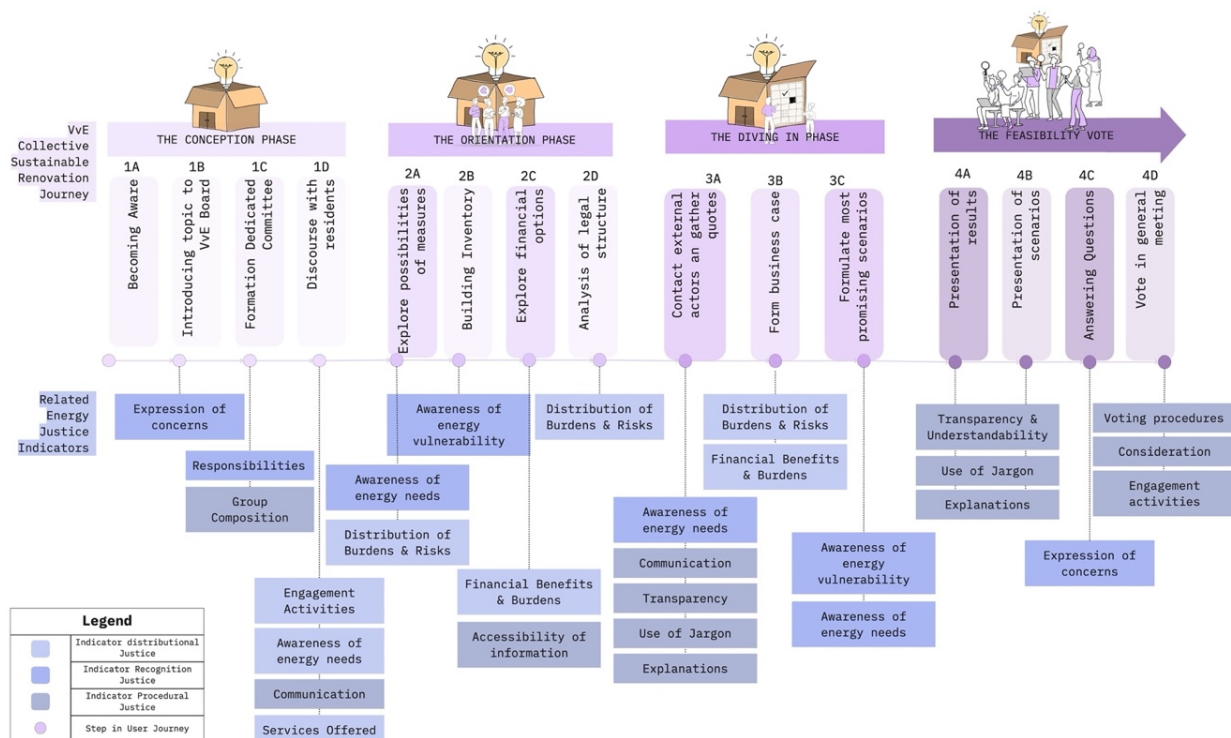 THE CONCEPTION PHASE
THE ORIENTATION PHASE
THE DIVING IN PHASE
THE FEASIBILITY VOTE
VvE
Collective
Sustainable
Renovation
Journey
1A
Becoming Aware
1B
Introducing topic to
VvE Board
1C
Formation Dedicated
Committee
1D
Discourse with
residents
2A
Explore possibilities
of measures
2B
Building Inventory
2C
Explore financial
options
2D
Analysis of legal
structure
3A
Contact external
actors an gather
quotes
3B
Form business case
3C
Formulate most
promising scenarios
4A
Presentation of
results
4B
Presentation of
scenarios
4C
Answering Questions
4D
Vote in general
meeting
Related
Energy
Justice
Indicators
Expression of
concerns
Responsibilities
Group
Composition
Engagement
Activities
Awareness of
energy needs
Communication
Services Offered
Awareness of
energy
vulnerability
Awareness of
energy needs
Distribution of
Burdens & Risks
Financial Benefits
& Burdens
Accessibility of
information
Distribution of
Burdens & Risks
Awareness of
energy needs
Communication
Transparency
Use of Jargon
Explanations
Distribution of
Burdens & Risks
Financial Benefits
& Burdens
Awareness of
energy
vulnerability
Awareness of
energy needs
Transparency &
Understandability
Use of Jargon
Explanations
Expression of
concerns
Voting procedures
Consideration
Engagement
activities
Legend
Indicator distributional
Justice
Indicator Recognition
Justice
Indicator Procedural
Justice
Step in User Journey